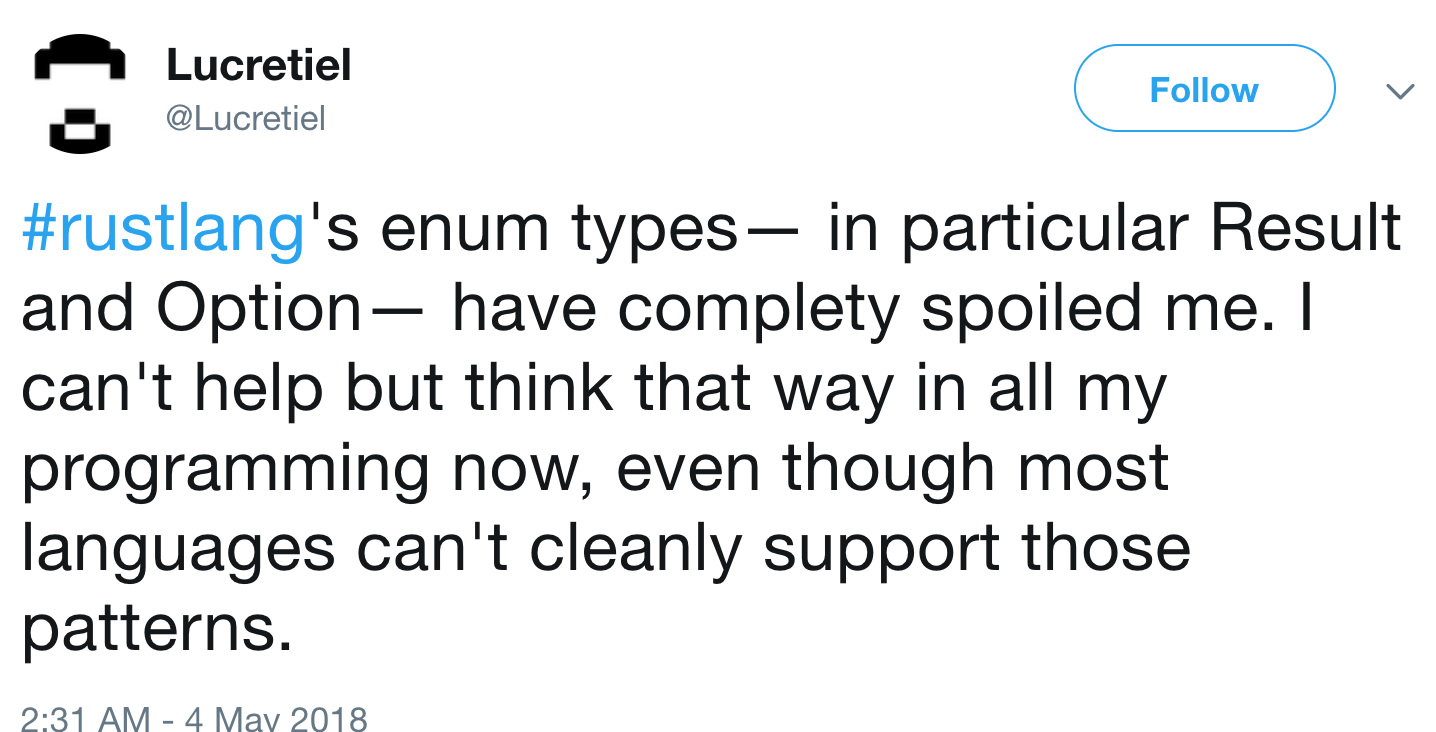 Lucretiel
@Lucretiel
Follow
#rustlang's enum types— in particular Result
and Option— have complety spoiled me. I
can't help but think that way in all my
programming now, even though most
languages can't cleanly support those
patterns.
2:31 AM - 4 May 2018